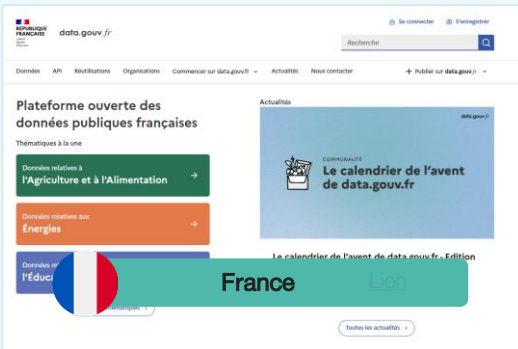 RÉPUBLIQUE
FRANÇAISE
data.gouv.fr
Se connecter
S'enregistrer
Recherche
Données
API
Réutilisations
Organisations
Commencer sur data.gouv.fr
Actualités
Nous contacter
+ Publier sur data.gouv.fr
Plateforme ouverte des
données publiques françaises
Thématiques à la une
Données relatives à
l'Agriculture et à l'Alimentation
Données relatives aux
Énergies
Données
l'Éduca
Actualités
data.gouv.fr
COMMUNAUTÉ
Le calendrier de l'avent
de data.gouv.fr
Le calendrier de l'avent de data.gouv.fr - Edition
France
Lien
Toutes les actualités